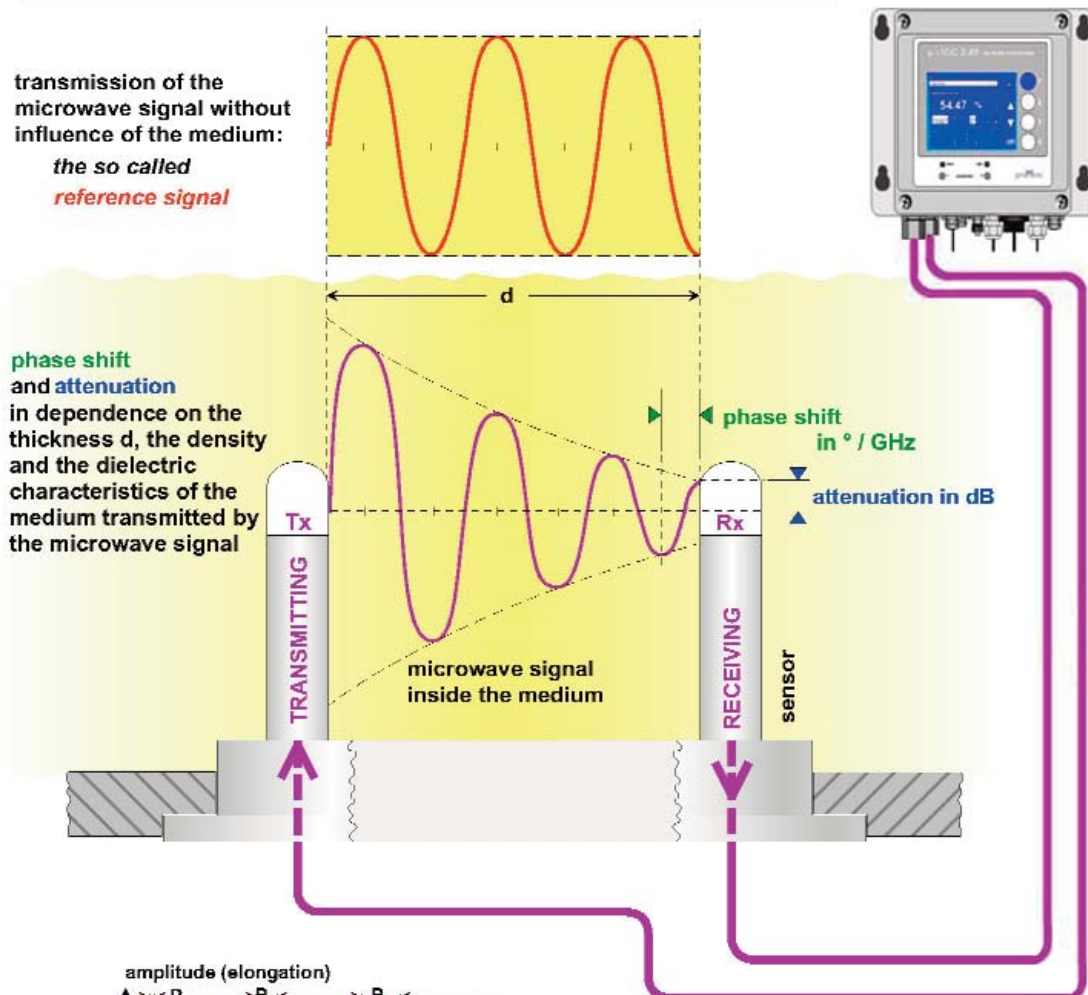 transmission of the
microwave signal without
influence of the medium:
the so called
reference signal
54.47 %
d
phase shift
and attenuation
in dependence on the
thickness d, the density
and the dielectric
characteristics of the
medium transmitted by
the microwave signal
phase shift
in ° / GHz
attenuation in dB
Tx
Rx
TRANSMITTING
RECEIVING
sensor
microwave signal
inside the medium
amplitude (elongation)